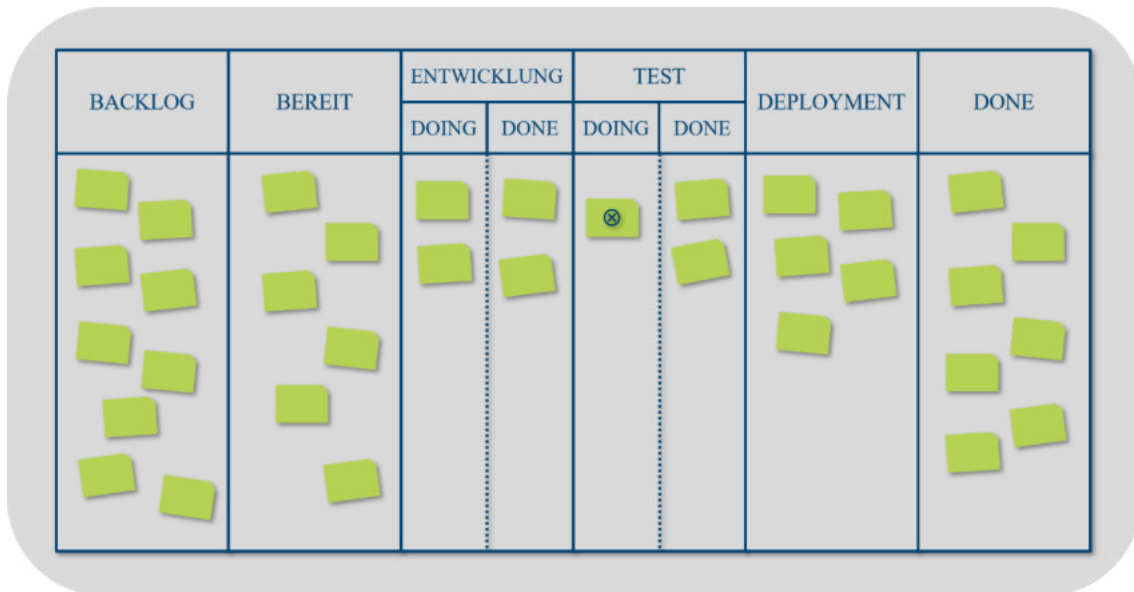 BACKLOG
BEREIT
ENTWICKLUNG
DOING
DONE
TEST
DOING
DONE
DEPLOYMENT
DONE